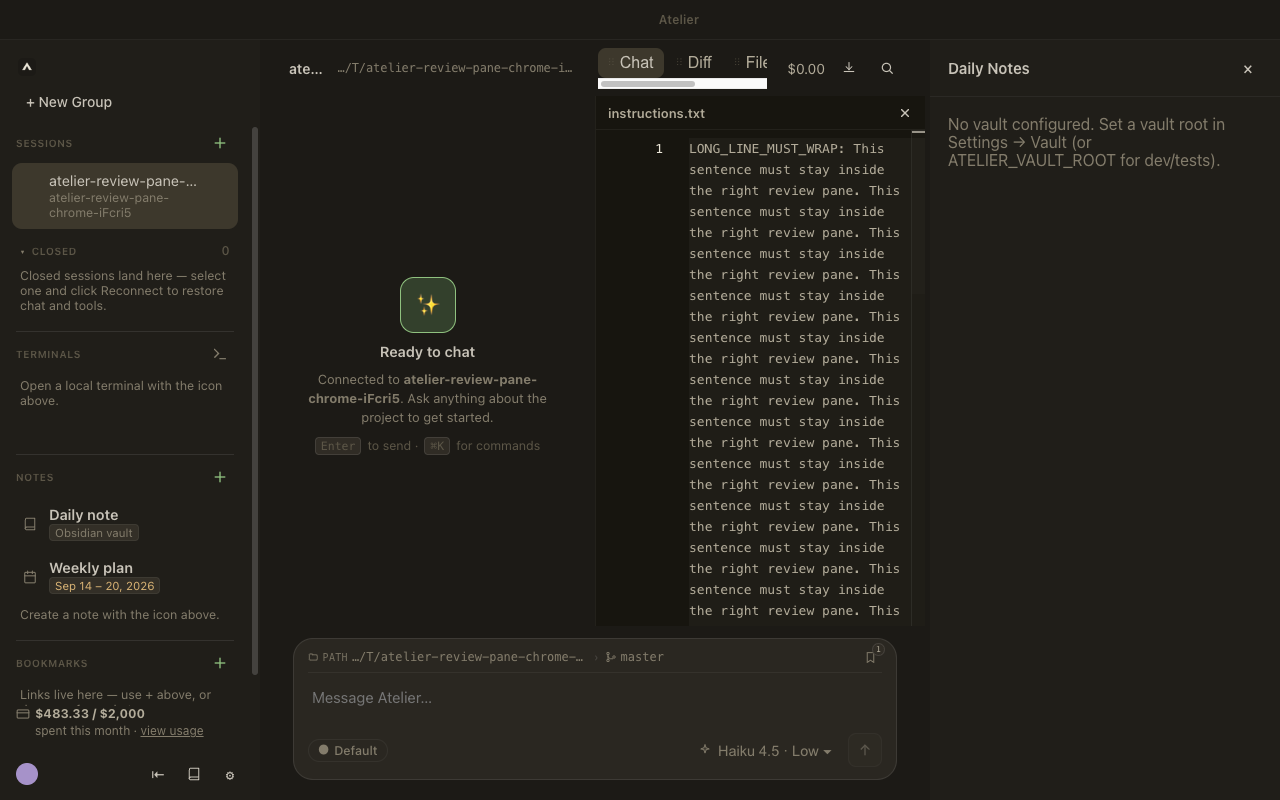 Atelier
+ New Group
SESSIONS
atelier-review-pane-...
atelier-review-pane-
chrome-iFcri5
CLOSED 0
Closed sessions land here — select
one and click Reconnect to restore
chat and tools.
TERMINALS
Open a local terminal with the icon
above.
NOTES
Daily note
Obsidian vault
Weekly plan
Sep 14 – 20, 2026
Create a note with the icon above.
BOOKMARKS
Links live here — use + above, or
$483.33 / $2,000
spent this month · view usage
ate... …/T/atelier-review-pane-chrome-i…
Chat Diff File
$0.00
Ready to chat
Connected to atelier-review-pane-
chrome-iFcri5. Ask anything about the
project to get started.
Enter to send · ⌘K for commands
instructions.txt
1 LONG_LINE_MUST_WRAP: This
sentence must stay inside
the right review pane. This
sentence must stay inside
the right review pane. This
sentence must stay inside
the right review pane. This
sentence must stay inside
the right review pane. This
sentence must stay inside
the right review pane. This
sentence must stay inside
the right review pane. This
sentence must stay inside
the right review pane. This
sentence must stay inside
the right review pane. This
sentence must stay inside
the right review pane. This
sentence must stay inside
the right review pane. This
sentence must stay inside
the right review pane. This
PATH …/T/atelier-review-pane-chrome-… › master
1
Message Atelier...
Default
Haiku 4.5 · Low
Daily Notes
No vault configured. Set a vault root in
Settings → Vault (or
ATELIER_VAULT_ROOT for dev/tests).